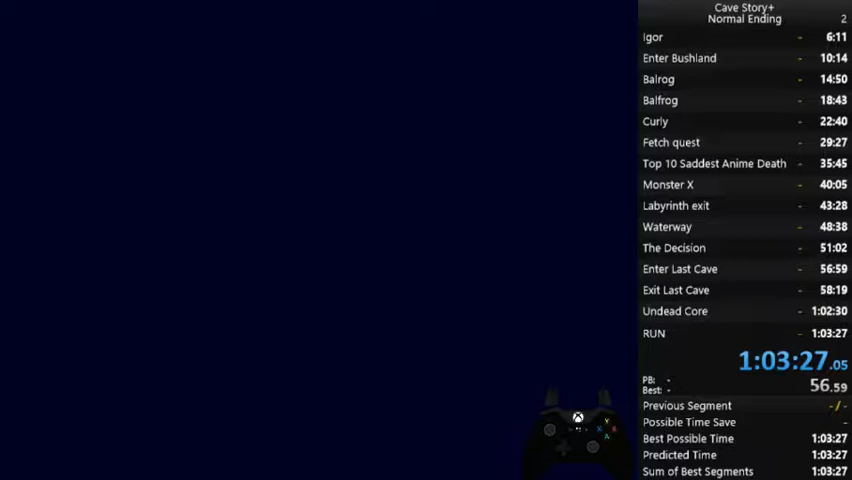 Cave Story+
Normal Ending 2
Igor - 6:11
Enter Bushland - 10:14
Balrog - 14:50
Balfrog - 18:43
Curly - 22:40
Fetch quest - 29:27
Top 10 Saddest Anime Death - 35:45
Monster X - 40:05
Labyrinth exit - 43:28
Waterway - 48:38
The Decision - 51:02
Enter Last Cave - 56:59
Exit Last Cave - 58:19
Undead Core - 1:02:30
RUN - 1:03:27
1:03:27.05
PB: - 56.59
Best: -
Previous Segment - / -
Possible Time Save -
Best Possible Time 1:03:27
Predicted Time 1:03:27
Sum of Best Segments 1:03:27
Y
X B
A